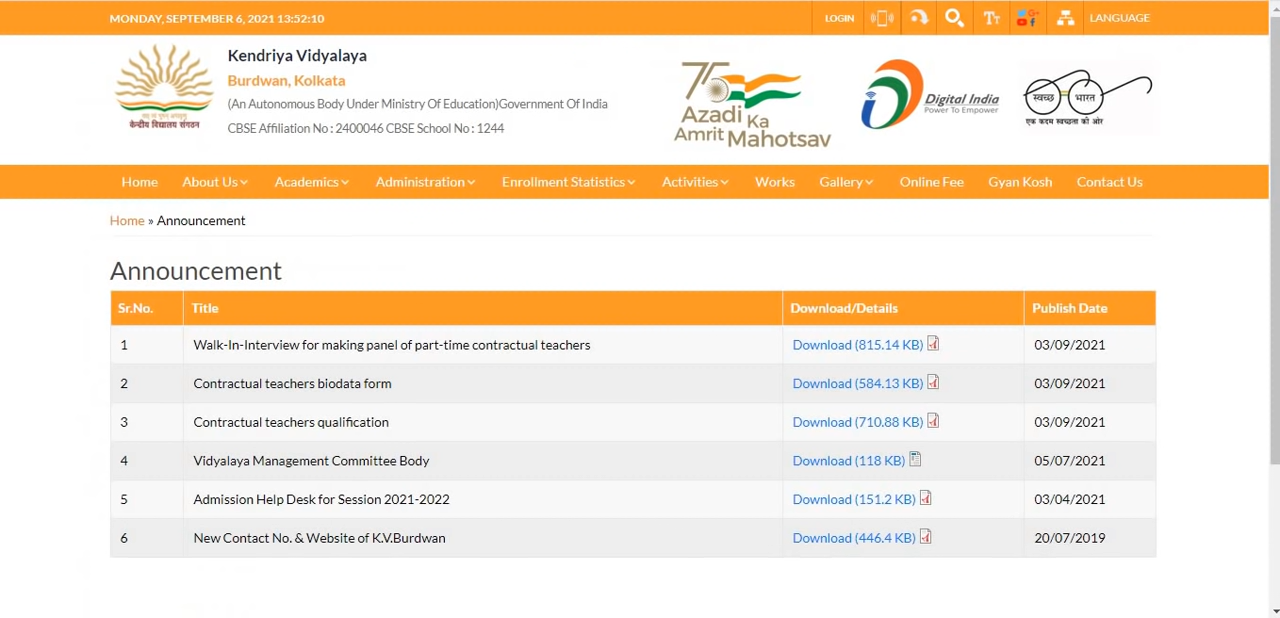 MONDAY, SEPTEMBER 6, 2021 13:52:10
LOGIN
LANGUAGE
Kendriya Vidyalaya
Burdwan, Kolkata
(An Autonomous Body Under Ministry Of Education)Government Of India
CBSE Affiliation No : 2400046 CBSE School No : 1244
केन्द्रीय विद्यालय संगठन
75
Azadi Ka
Amrit Mahotsav
Digital India
Power To Empower
स्वच्छ भारत
एक कदम स्वच्छता की ओर
Home About Us Academics Administration Enrollment Statistics Activities Works Gallery Online Fee Gyan Kosh Contact Us
Home » Announcement
Announcement
Sr.No. Title Download/Details Publish Date
1 Walk-In-Interview for making panel of part-time contractual teachers Download (815.14 KB) 03/09/2021
2 Contractual teachers biodata form Download (584.13 KB) 03/09/2021
3 Contractual teachers qualification Download (710.88 KB) 03/09/2021
4 Vidyalaya Management Committee Body Download (118 KB) 05/07/2021
5 Admission Help Desk for Session 2021-2022 Download (151.2 KB) 03/04/2021
6 New Contact No. & Website of K.V.Burdwan Download (446.4 KB) 20/07/2019